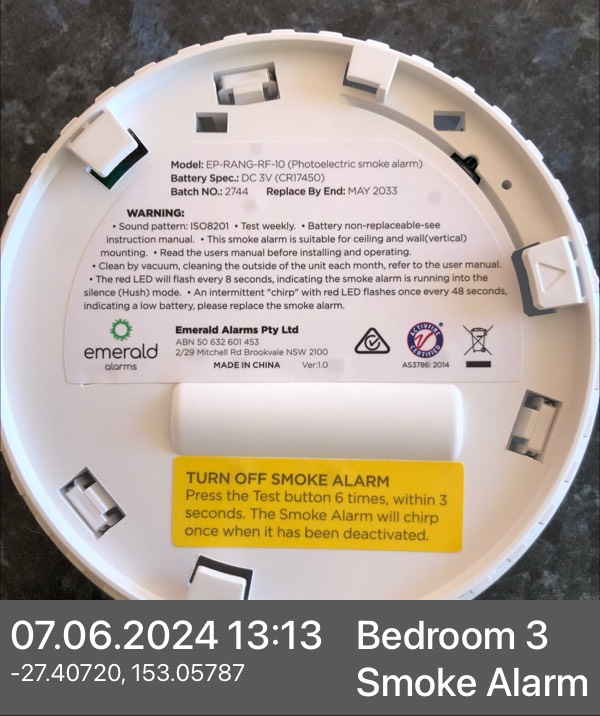 Model: EP-RANG-RF-10 (Photoelectric smoke alarm)
Battery Spec.: DC 3V (CR17450)
Batch NO.: 2744 Replace By End: MAY 2033
WARNING:
• Sound pattern: ISO8201 • Test weekly. • Battery non-replaceable-see
instruction manual. • This smoke alarm is suitable for ceiling and wall(vertical)
mounting. • Read the users manual before installing and operating.
• Clean by vacuum, cleaning the outside of the unit each month, refer to the user manual.
• The red LED will flash every 8 seconds, indicating the smoke alarm is running into the
silence (Hush) mode. • An intermittent "chirp" with red LED flashes once every 48 seconds,
indicating a low battery, please replace the smoke alarm.
emerald
alarms
Emerald Alarms Pty Ltd
ABN 50 632 601 453
2/29 Mitchell Rd Brookvale NSW 2100
MADE IN CHINA Ver:1.0
ACTIVFIRE
CERTIFIED
AS3786: 2014
TURN OFF SMOKE ALARM
Press the Test button 6 times, within 3
seconds. The Smoke Alarm will chirp
once when it has been deactivated.
07.06.2024 13:13
-27.40720, 153.05787
Bedroom 3
Smoke Alarm